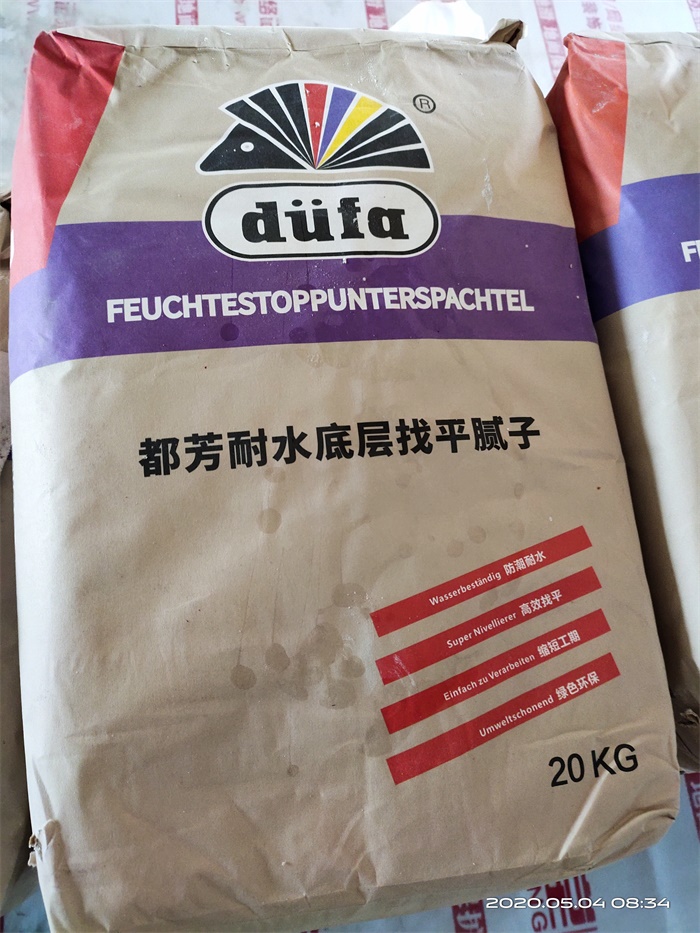 ®
düfa
FEUCHTESTOPPUNTERSPACHTEL
都芳耐水底层找平腻子
Wasserbeständig 防潮耐水
Super Nivellierer 高效找平
Einfach zu Verarbeiten 缩短工期
Umweltschonend 绿色环保
20 KG
2020.05.04 08:34